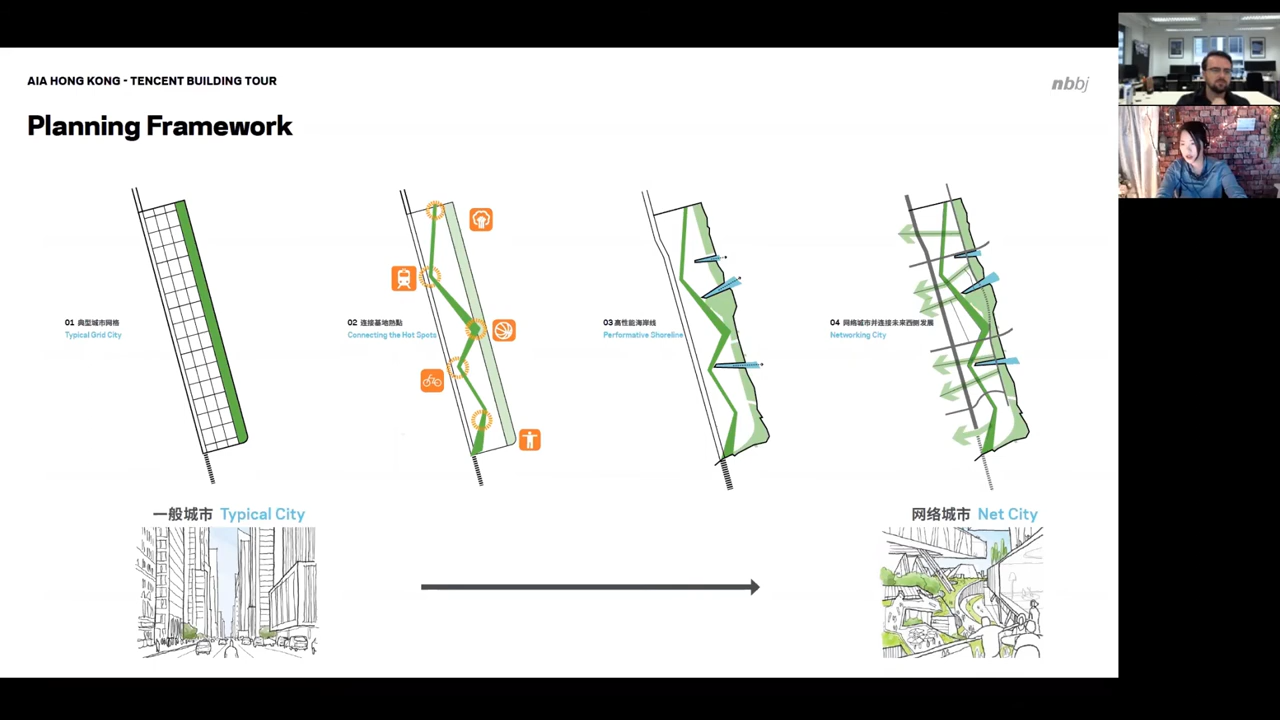 AIA HONG KONG - TENCENT BUILDING TOUR
nbbj
Planning Framework
01 典型城市网格
Typical Grid City
02 连接基地热點
Connecting the Hot Spots
03高性能海岸线
Performative Shoreline
04 网络城市并连接未来西侧发展
Networking City
一般城市 Typical City
网络城市 Net City